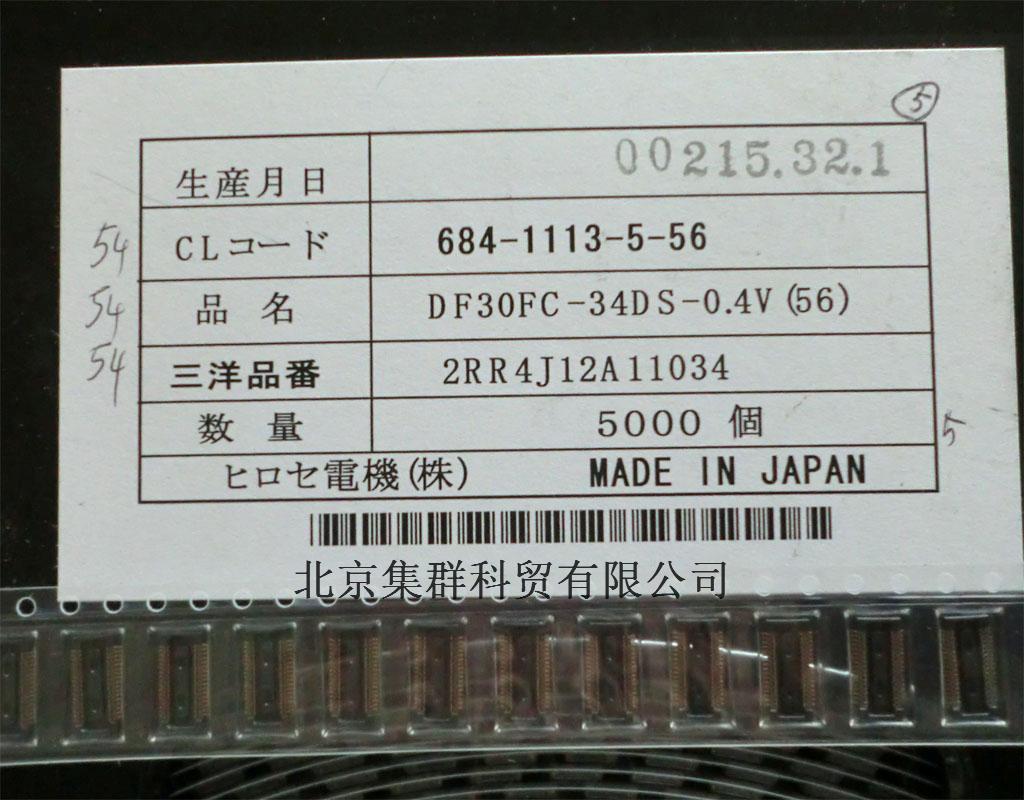 5
生産月日 00215.32.1
54 CLコード 684-1113-5-56
54 品名 DF30FC-34DS-0.4V(56)
54 三洋品番 2RR4J12A11034
数量 5000 個 5
ヒロセ電機(株) MADE IN JAPAN
北京集群科贸有限公司